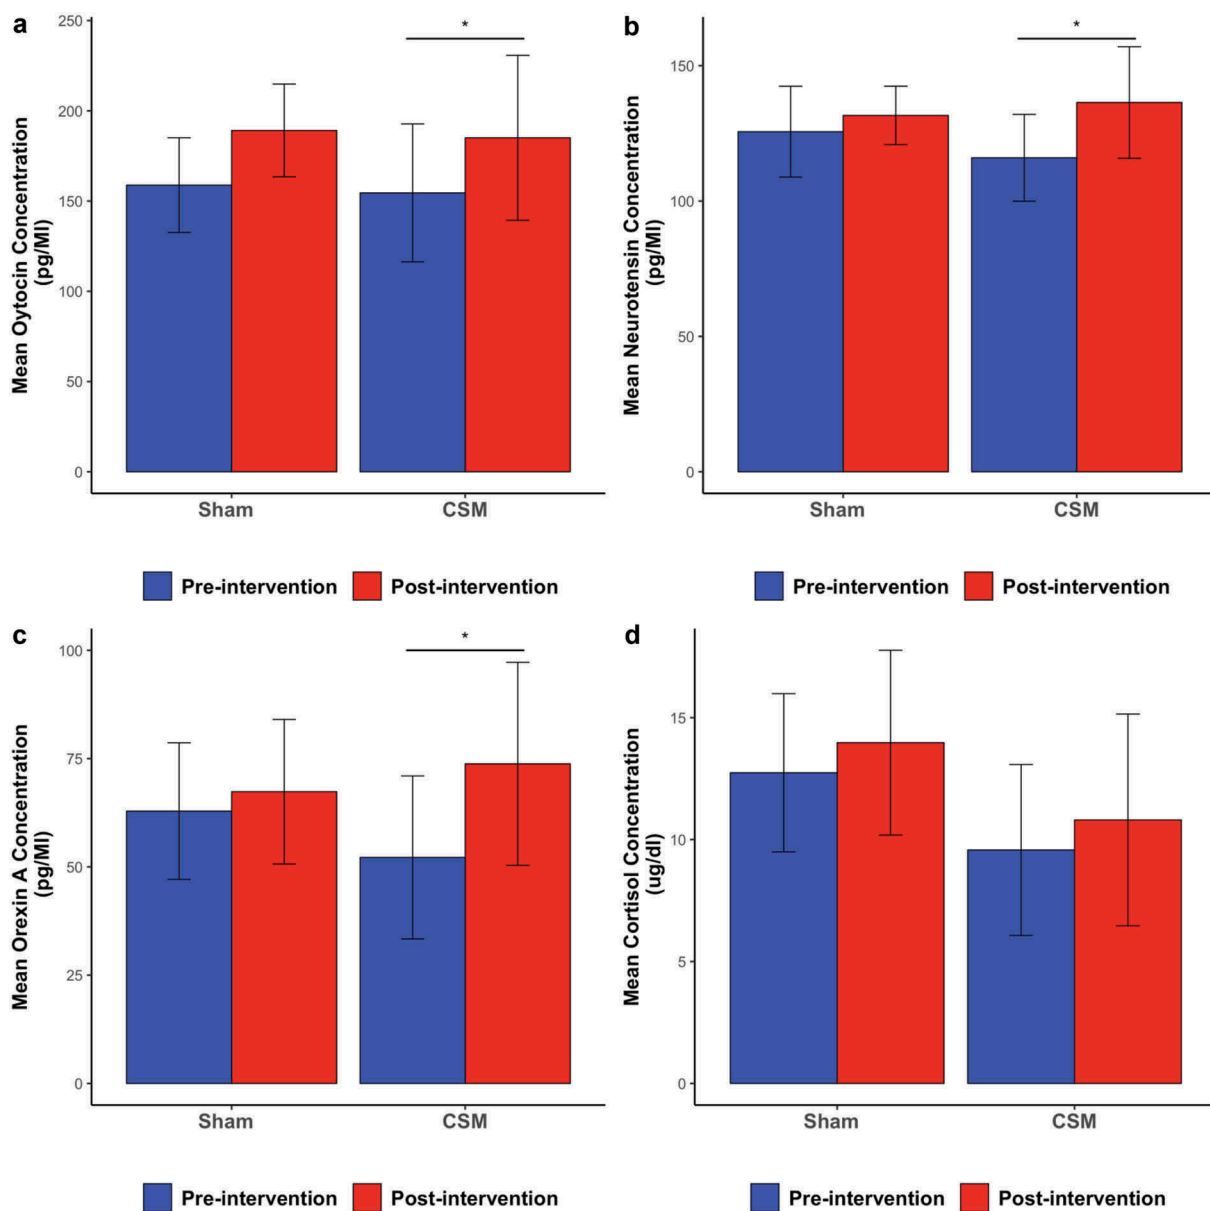 a
250
200
150
100
50
0
Mean Oytocin Concentration
(pg/Ml)
*
Sham CSM
Pre-intervention Post-intervention
b
150
100
50
0
Mean Neurotensin Concentration
(pg/Ml)
*
Sham CSM
Pre-intervention Post-intervention
c
100
75
50
25
0
Mean Orexin A Concentration
(pg/Ml)
*
Sham CSM
Pre-intervention Post-intervention
d
15
10
5
0
Mean Cortisol Concentration
(ug/dl)
Sham CSM
Pre-intervention Post-intervention